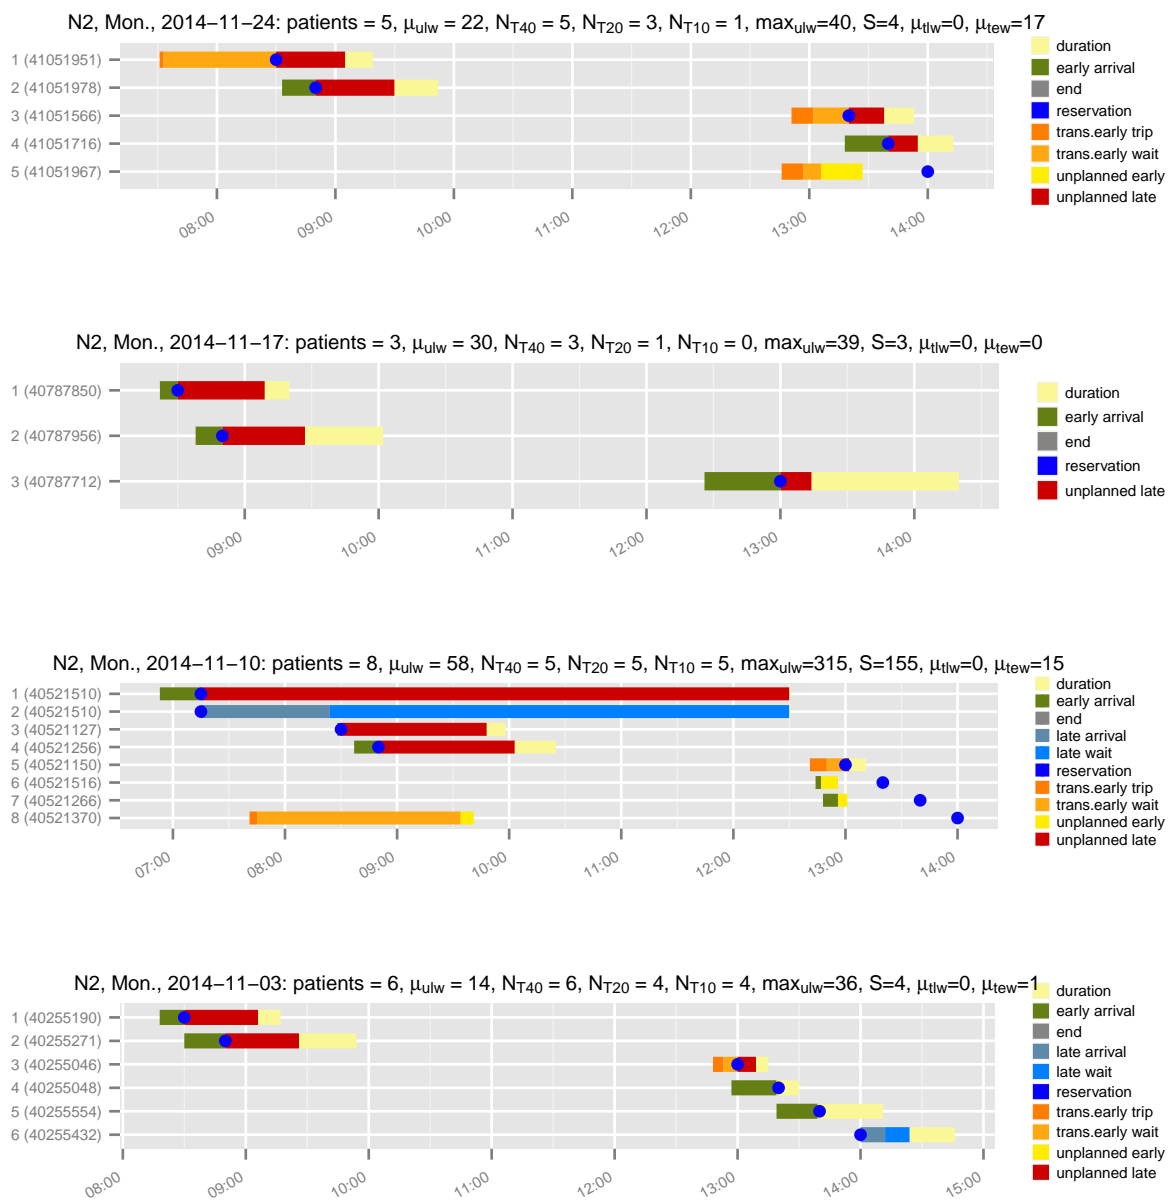 N2, Mon., 2014−11−24: patients = 5, μulw = 22, NT40 = 5, NT20 = 3, NT10 = 1, maxulw=40, S=4, μtlw=0, μtew=17
1 (41051951)
2 (41051978)
3 (41051566)
4 (41051716)
5 (41051967)
08:00
09:00
10:00
11:00
12:00
13:00
14:00
duration
early arrival
end
reservation
trans.early trip
trans.early wait
unplanned early
unplanned late
N2, Mon., 2014−11−17: patients = 3, μulw = 30, NT40 = 3, NT20 = 1, NT10 = 0, maxulw=39, S=3, μtlw=0, μtew=0
1 (40787850)
2 (40787956)
3 (40787712)
09:00
10:00
11:00
12:00
13:00
14:00
duration
early arrival
end
reservation
unplanned late
N2, Mon., 2014−11−10: patients = 8, μulw = 58, NT40 = 5, NT20 = 5, NT10 = 5, maxulw=315, S=155, μtlw=0, μtew=15
1 (40521510)
2 (40521510)
3 (40521127)
4 (40521256)
5 (40521150)
6 (40521516)
7 (40521266)
8 (40521370)
07:00
08:00
09:00
10:00
11:00
12:00
13:00
14:00
duration
early arrival
end
late arrival
late wait
reservation
trans.early trip
trans.early wait
unplanned early
unplanned late
N2, Mon., 2014−11−03: patients = 6, μulw = 14, NT40 = 6, NT20 = 4, NT10 = 4, maxulw=36, S=4, μtlw=0, μtew=1
1 (40255190)
2 (40255271)
3 (40255046)
4 (40255048)
5 (40255554)
6 (40255432)
08:00
09:00
10:00
11:00
12:00
13:00
14:00
15:00
duration
early arrival
end
late arrival
late wait
reservation
trans.early trip
trans.early wait
unplanned early
unplanned late